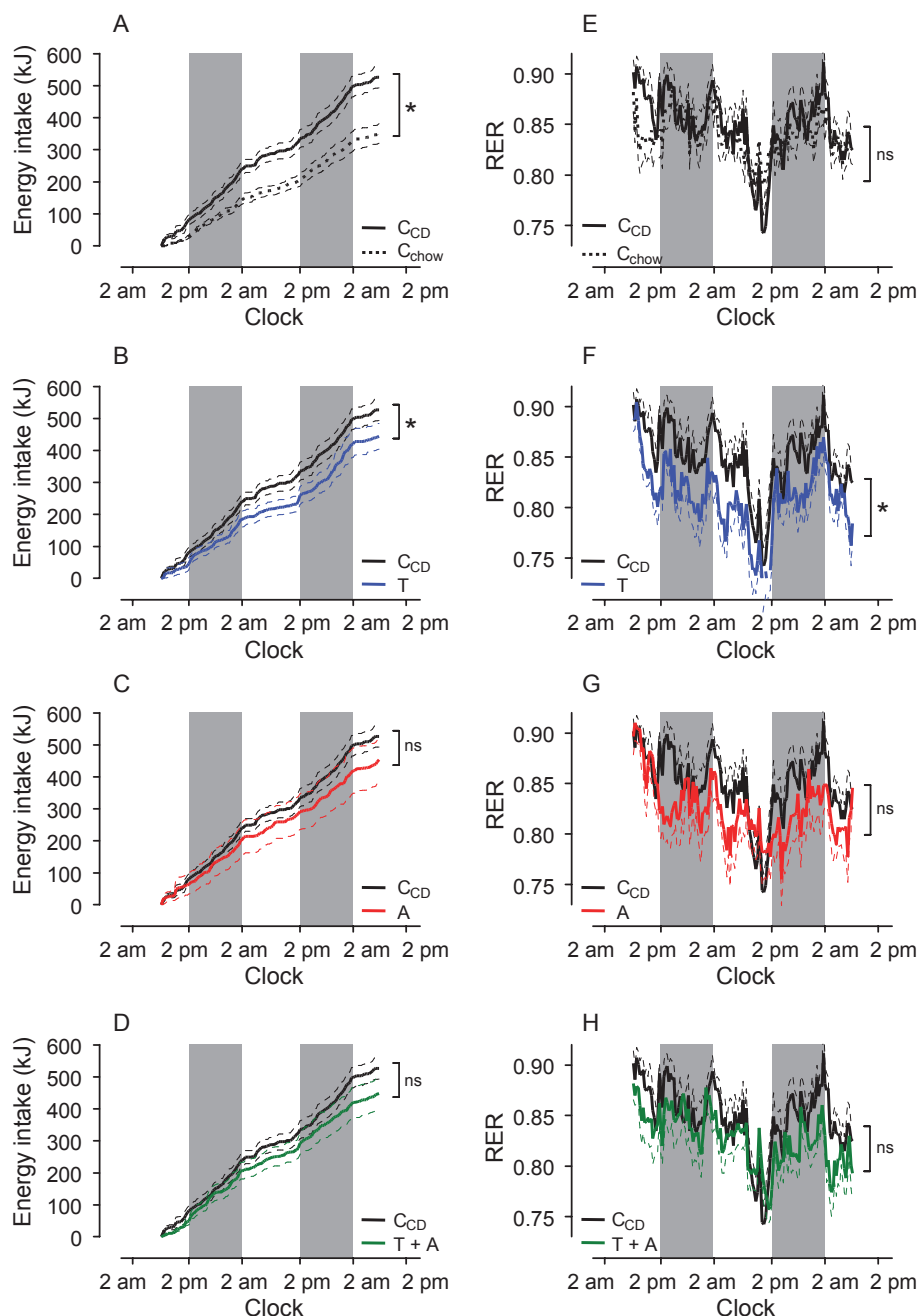 A
Energy intake (kJ)
600
500
400
300
200
100
0
*
C_CD
C_chow
2 am 2 pm 2 am 2 pm 2 am 2 pm
Clock
E
RER
0.90
0.85
0.80
0.75
ns
C_CD
C_chow
2 am 2 pm 2 am 2 pm 2 am 2 pm
Clock
B
Energy intake (kJ)
600
500
400
300
200
100
0
*
C_CD
T
2 am 2 pm 2 am 2 pm 2 am 2 pm
Clock
F
RER
0.90
0.85
0.80
0.75
*
C_CD
T
2 am 2 pm 2 am 2 pm 2 am 2 pm
Clock
C
Energy intake (kJ)
600
500
400
300
200
100
0
ns
C_CD
A
2 am 2 pm 2 am 2 pm 2 am 2 pm
Clock
G
RER
0.90
0.85
0.80
0.75
ns
C_CD
A
2 am 2 pm 2 am 2 pm 2 am 2 pm
Clock
D
Energy intake (kJ)
600
500
400
300
200
100
0
ns
C_CD
T + A
2 am 2 pm 2 am 2 pm 2 am 2 pm
Clock
H
RER
0.90
0.85
0.80
0.75
ns
C_CD
T + A
2 am 2 pm 2 am 2 pm 2 am 2 pm
Clock